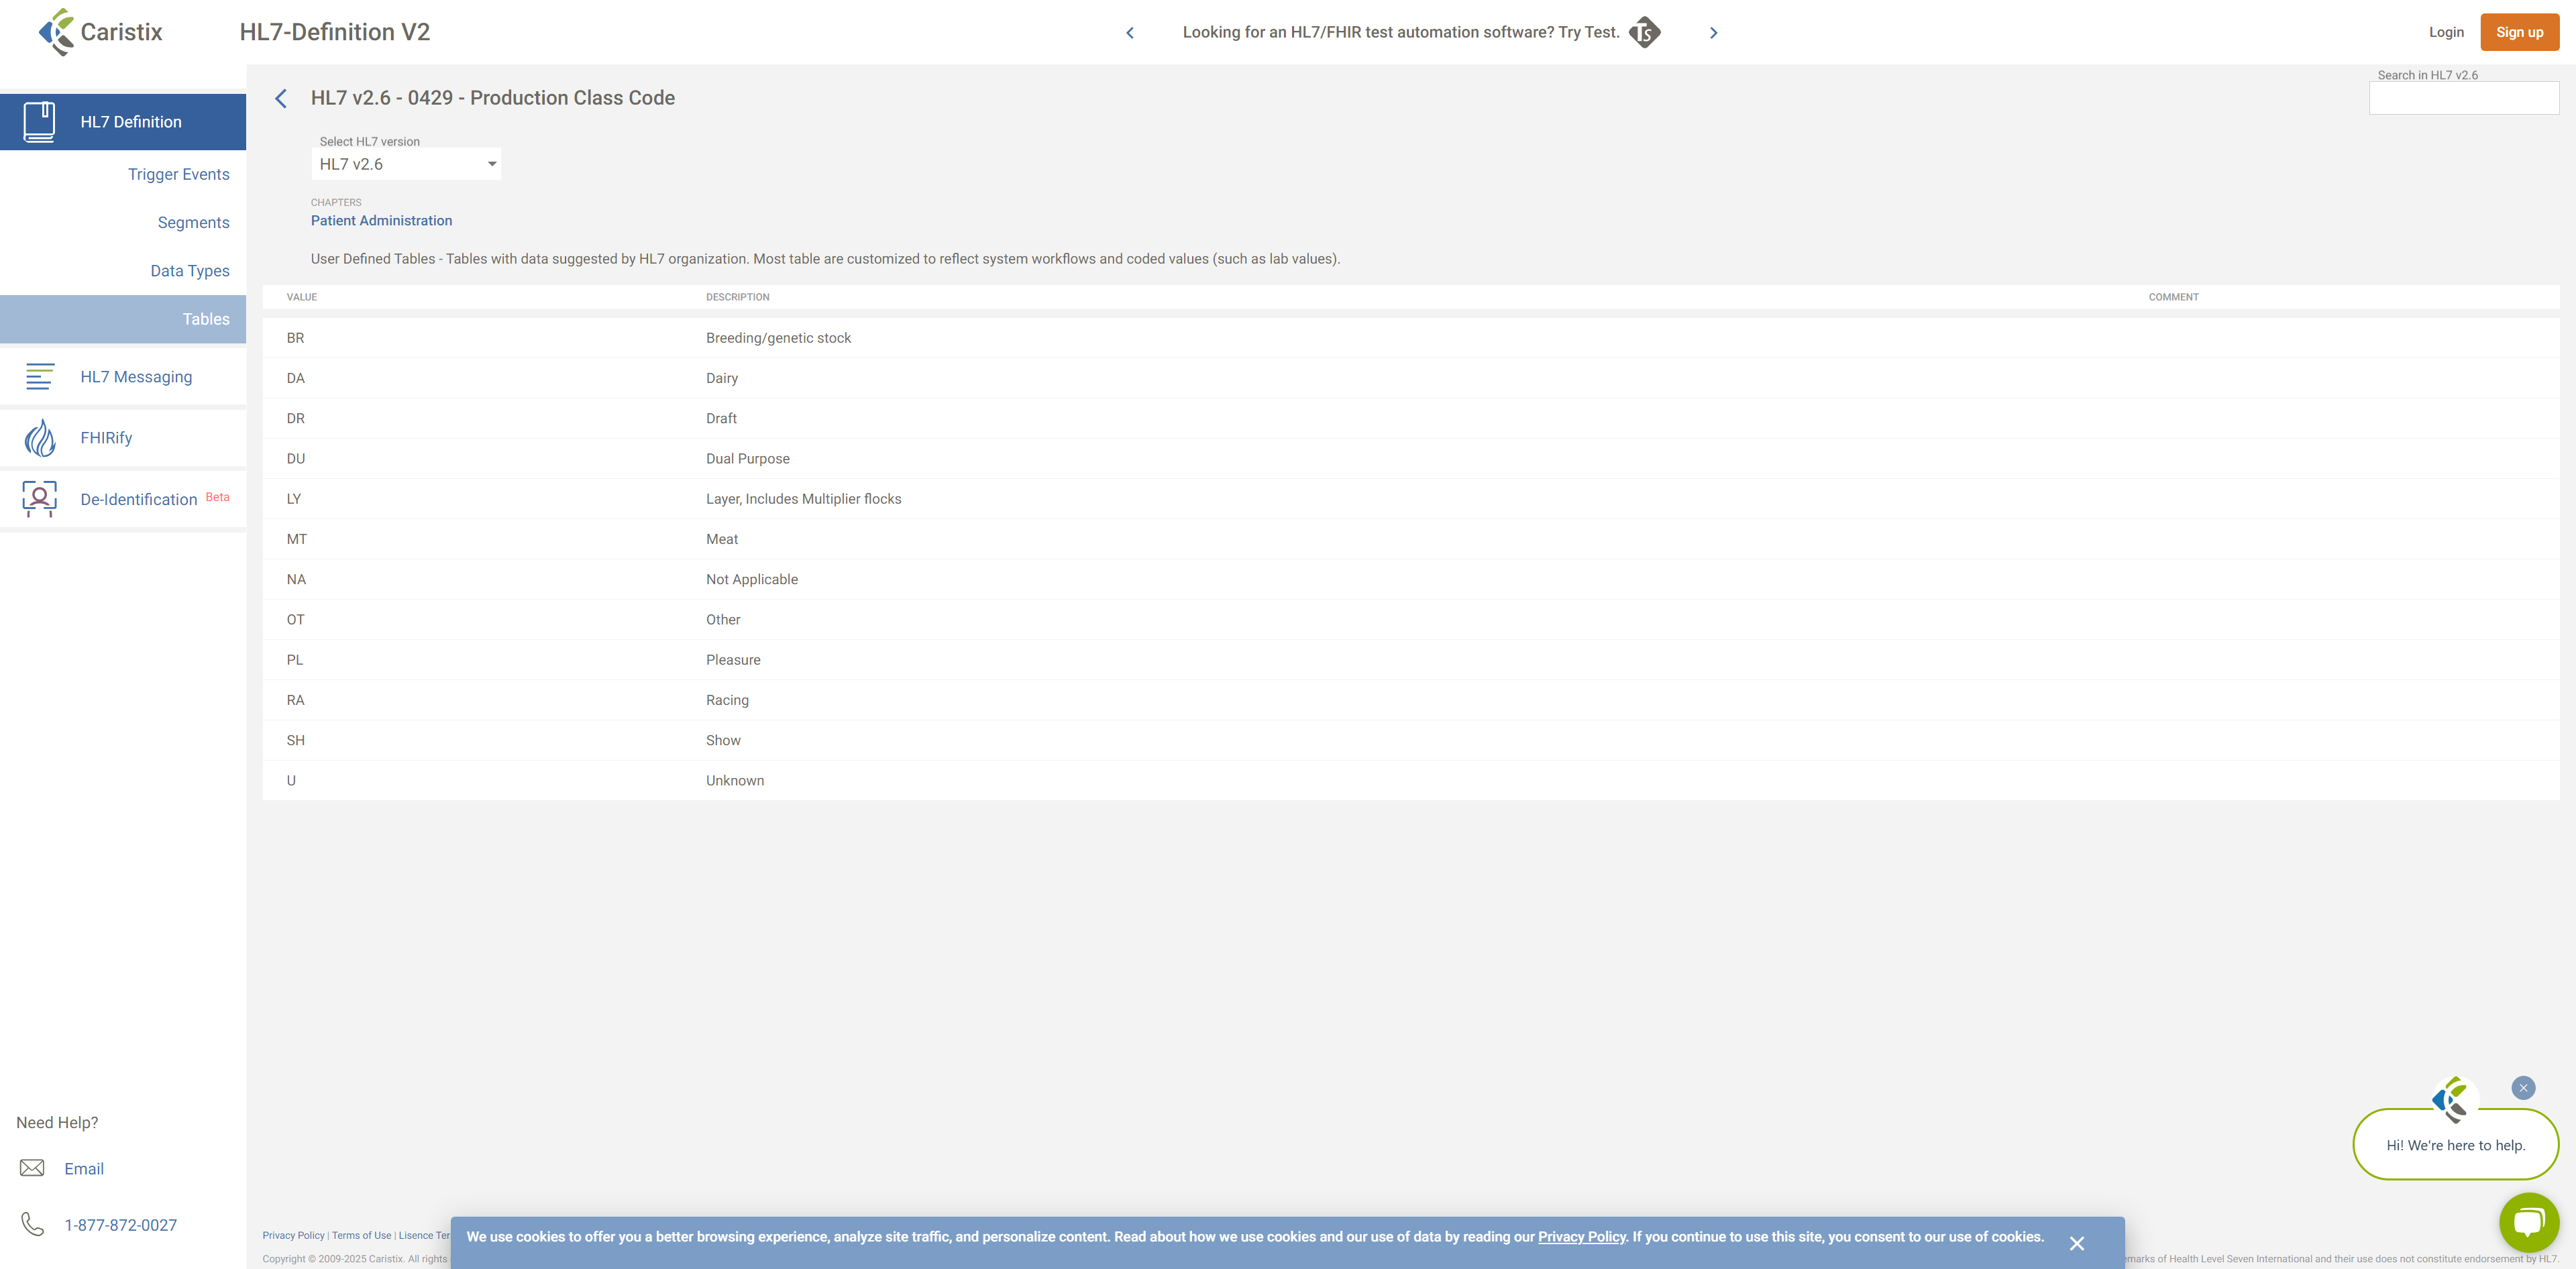 Caristix
HL7-Definition V2
Looking for an HL7/FHIR test automation software? Try Test.
Ts
Login
Sign up
HL7 Definition
Trigger Events
Segments
Data Types
Tables
HL7 Messaging
FHIRify
De-Identification Beta
Need Help?
Email
1-877-872-0027
HL7 v2.6 - 0429 - Production Class Code
Search in HL7 v2.6
Select HL7 version
HL7 v2.6
CHAPTERS
Patient Administration
User Defined Tables - Tables with data suggested by HL7 organization. Most table are customized to reflect system workflows and coded values (such as lab values).
VALUE DESCRIPTION COMMENT
BR Breeding/genetic stock
DA Dairy
DR Draft
DU Dual Purpose
LY Layer, Includes Multiplier flocks
MT Meat
NA Not Applicable
OT Other
PL Pleasure
RA Racing
SH Show
U Unknown
Hi! We're here to help.
Privacy Policy | Terms of Use | Lisence Ter
We use cookies to offer you a better browsing experience, analyze site traffic, and personalize content. Read about how we use cookies and our use of data by reading our Privacy Policy. If you continue to use this site, you consent to our use of cookies.
Copyright © 2009-2025 Caristix. All rights
emarks of Health Level Seven International and their use does not constitute endorsement by HL7.